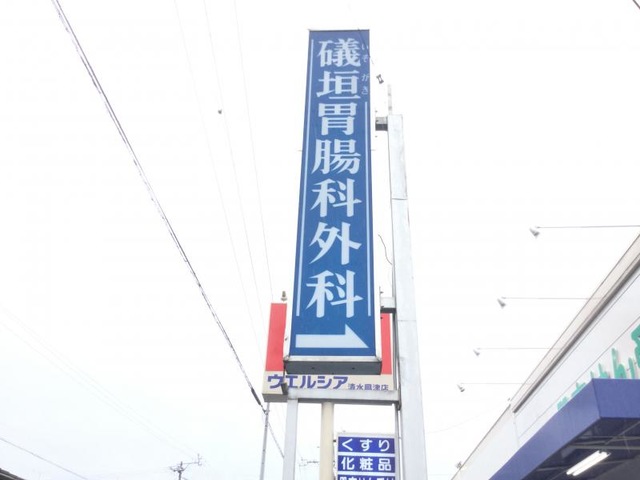 礒垣胃腸科外科
いそがき
ウエルシア
清水興津店
くすり
化粧品